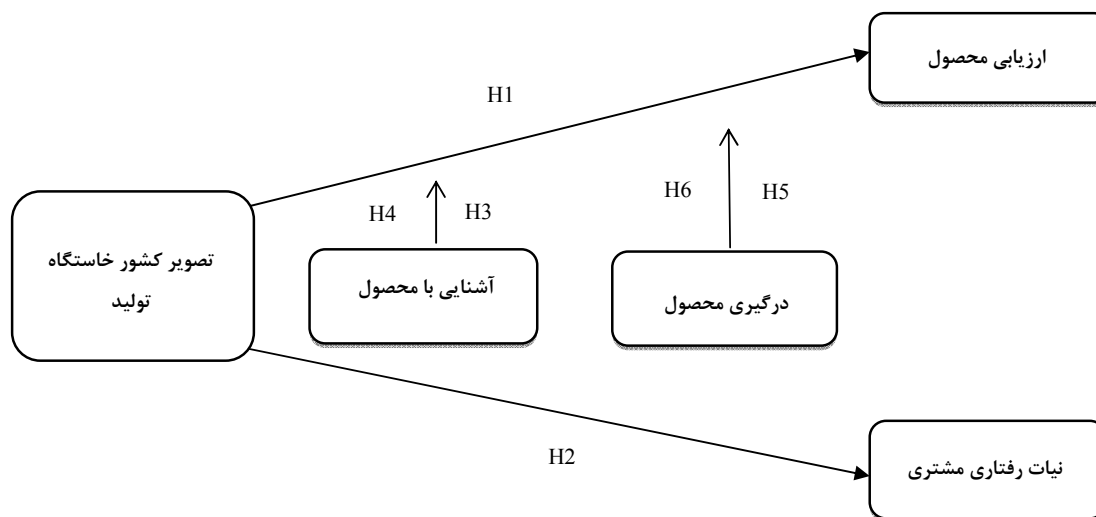 ارزیابی محصول
H1
H6
H5
H4
H3
تصویر کشور خاستگاه
تولید
آشنایی با محصول
درگیری محصول
H2
نیات رفتاری مشتری